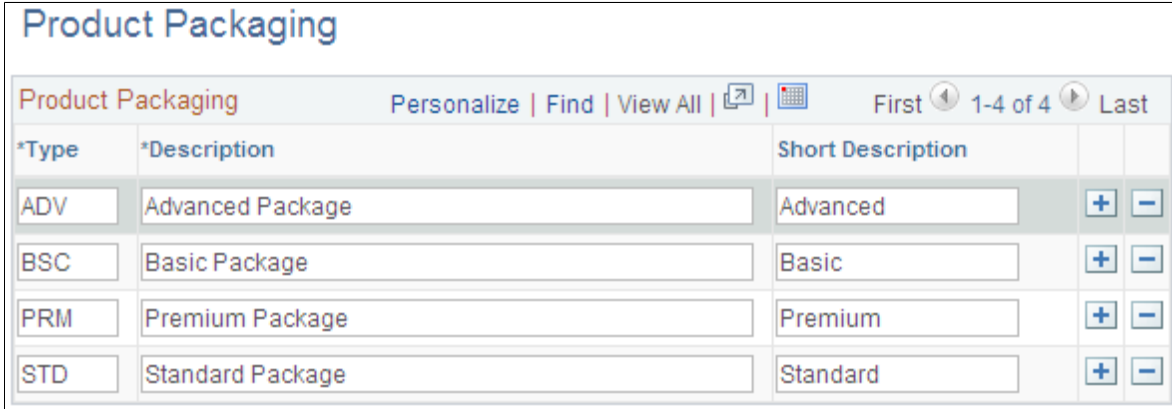 Product Packaging
Product Packaging Personalize | Find | View All | | First 1-4 of 4 Last
*Type *Description Short Description
ADV Advanced Package Advanced
BSC Basic Package Basic
PRM Premium Package Premium
STD Standard Package Standard